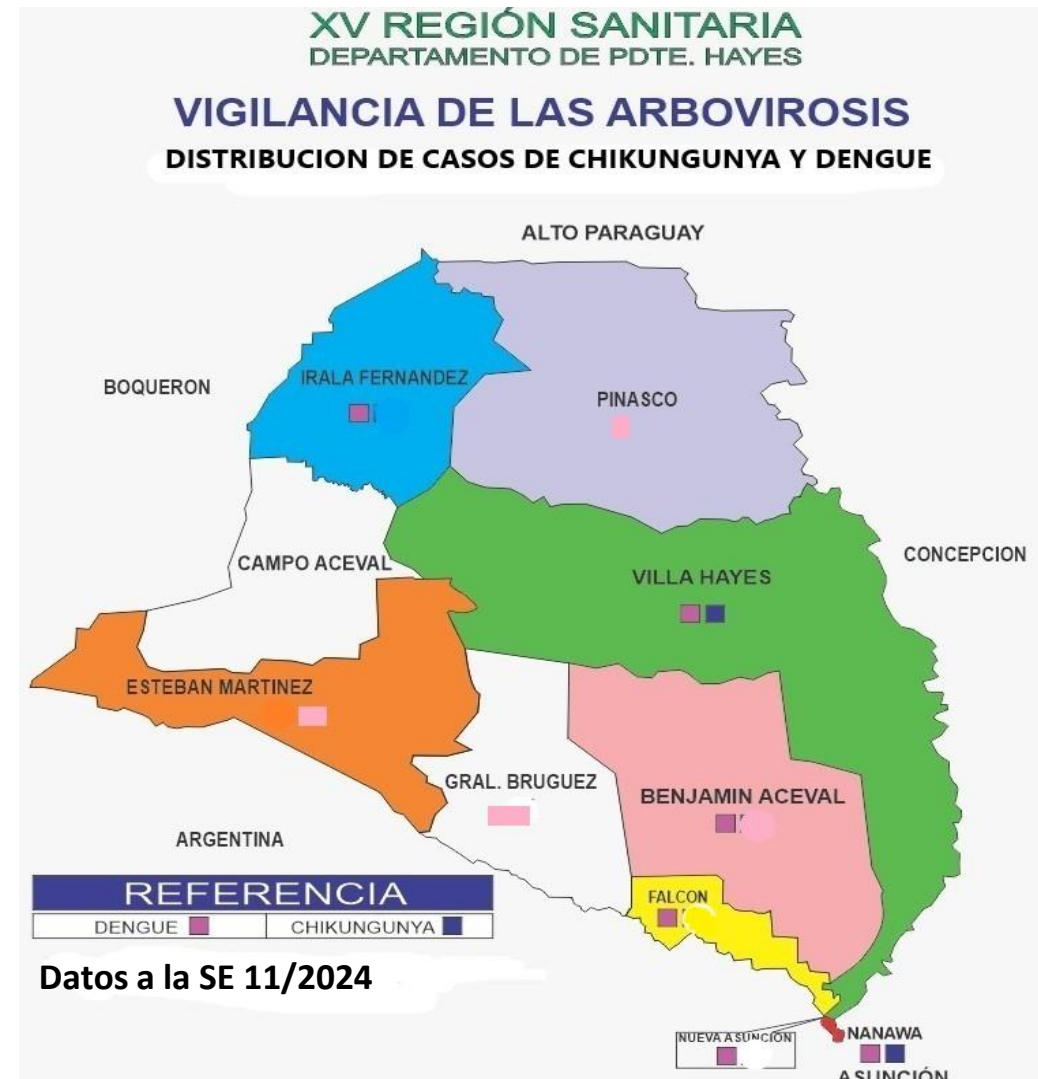 XV REGIÓN SANITARIA
DEPARTAMENTO DE PDTE. HAYES
VIGILANCIA DE LAS ARBOVIROSIS
DISTRIBUCION DE CASOS DE CHIKUNGUNYA Y DENGUE
ALTO PARAGUAY
IRALA FERNANDEZ
BOQUERON
PINASCO
CONCEPCION
CAMPO ACEVAL
VILLA HAYES
ESTEBAN MARTINEZ
GRAL. BRUGUEZ
BENJAMIN ACEVAL
ARGENTINA
REFERENCIA
DENGUE
CHIKUNGUNYA
FALCON
Datos a la SE 11/2024
NUEVA ASUNCIÓN
NANAWA
ASUNCIÓN